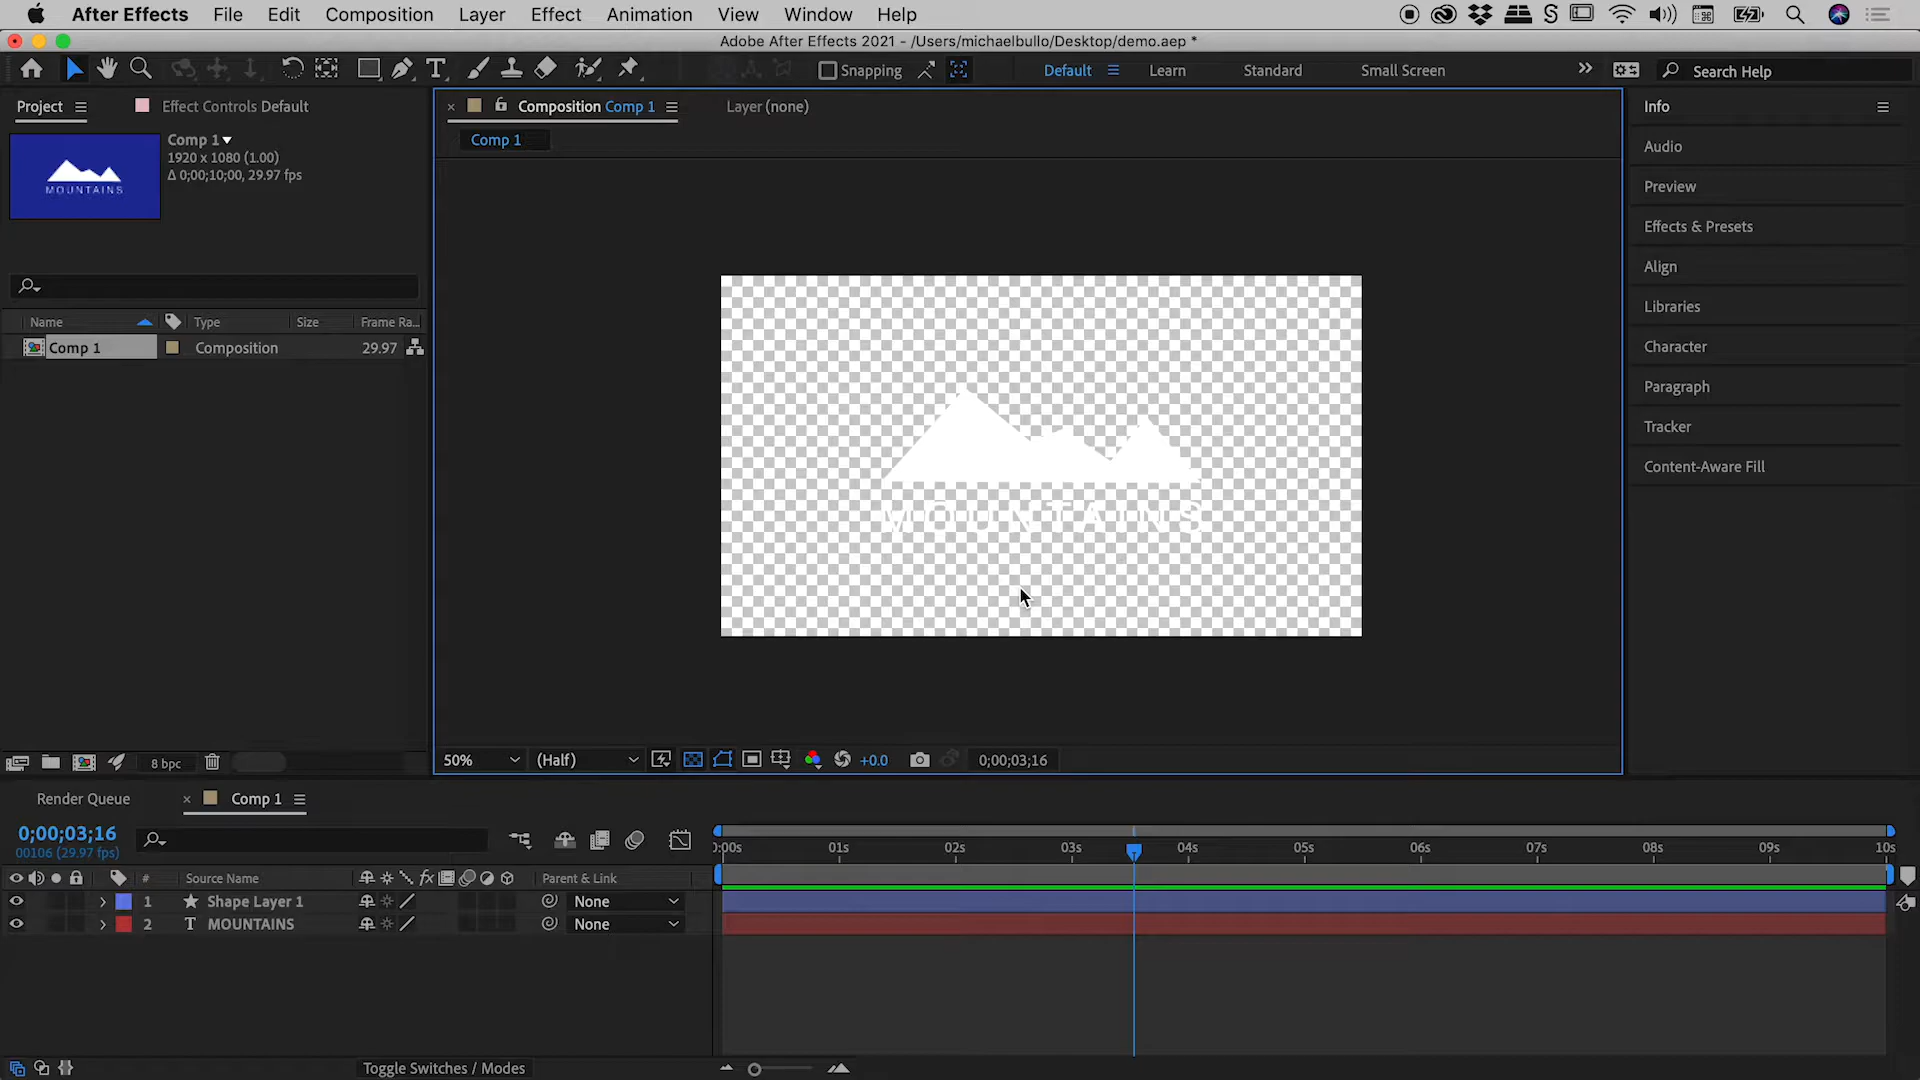 After Effects File Edit Composition Layer Effect Animation View Window Help
Adobe After Effects 2021 - /Users/michaelbullo/Desktop/demo.aep *
Snapping Default Learn Standard Small Screen Search Help
Project Effect Controls Default
Composition Comp 1 Layer (none)
Info
Comp 1
1920 x 1080 (1.00)
Δ 0;00;10;00, 29.97 fps
MOUNTAINS
Comp 1
Audio
Preview
Effects & Presets
Align
Libraries
Character
Paragraph
Tracker
Content-Aware Fill
Name Type Size Frame Ra...
Comp 1 Composition 29.97
MOUNTAINS
8 bpc
50% (Half) +0.0 0;00;03;16
Render Queue Comp 1
0;00;03;16
00106 (29.97 fps)
0:00s 01s 02s 03s 04s 05s 06s 07s 08s 09s 10s
# Source Name fx Parent & Link
1 Shape Layer 1 None
2 T MOUNTAINS None
Toggle Switches / Modes